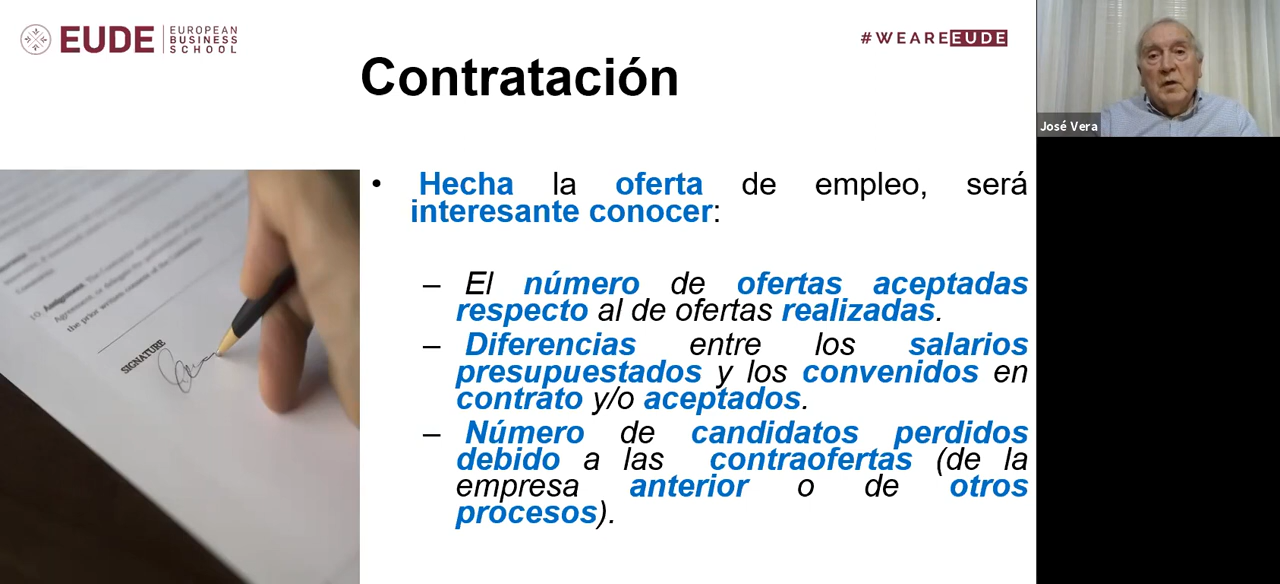 EUDE
EUROPEAN
BUSINESS
SCHOOL
#WEAREEUDE
Contratación
José Vera
• Hecha la oferta de empleo, será
interesante conocer:
– El número de ofertas aceptadas
respecto al de ofertas realizadas.
– Diferencias entre los salarios
presupuestados y los convenidos en
contrato y/o aceptados.
– Número de candidatos perdidos
debido a las contraofertas (de la
empresa anterior o de otros
procesos).
SIGNATURE